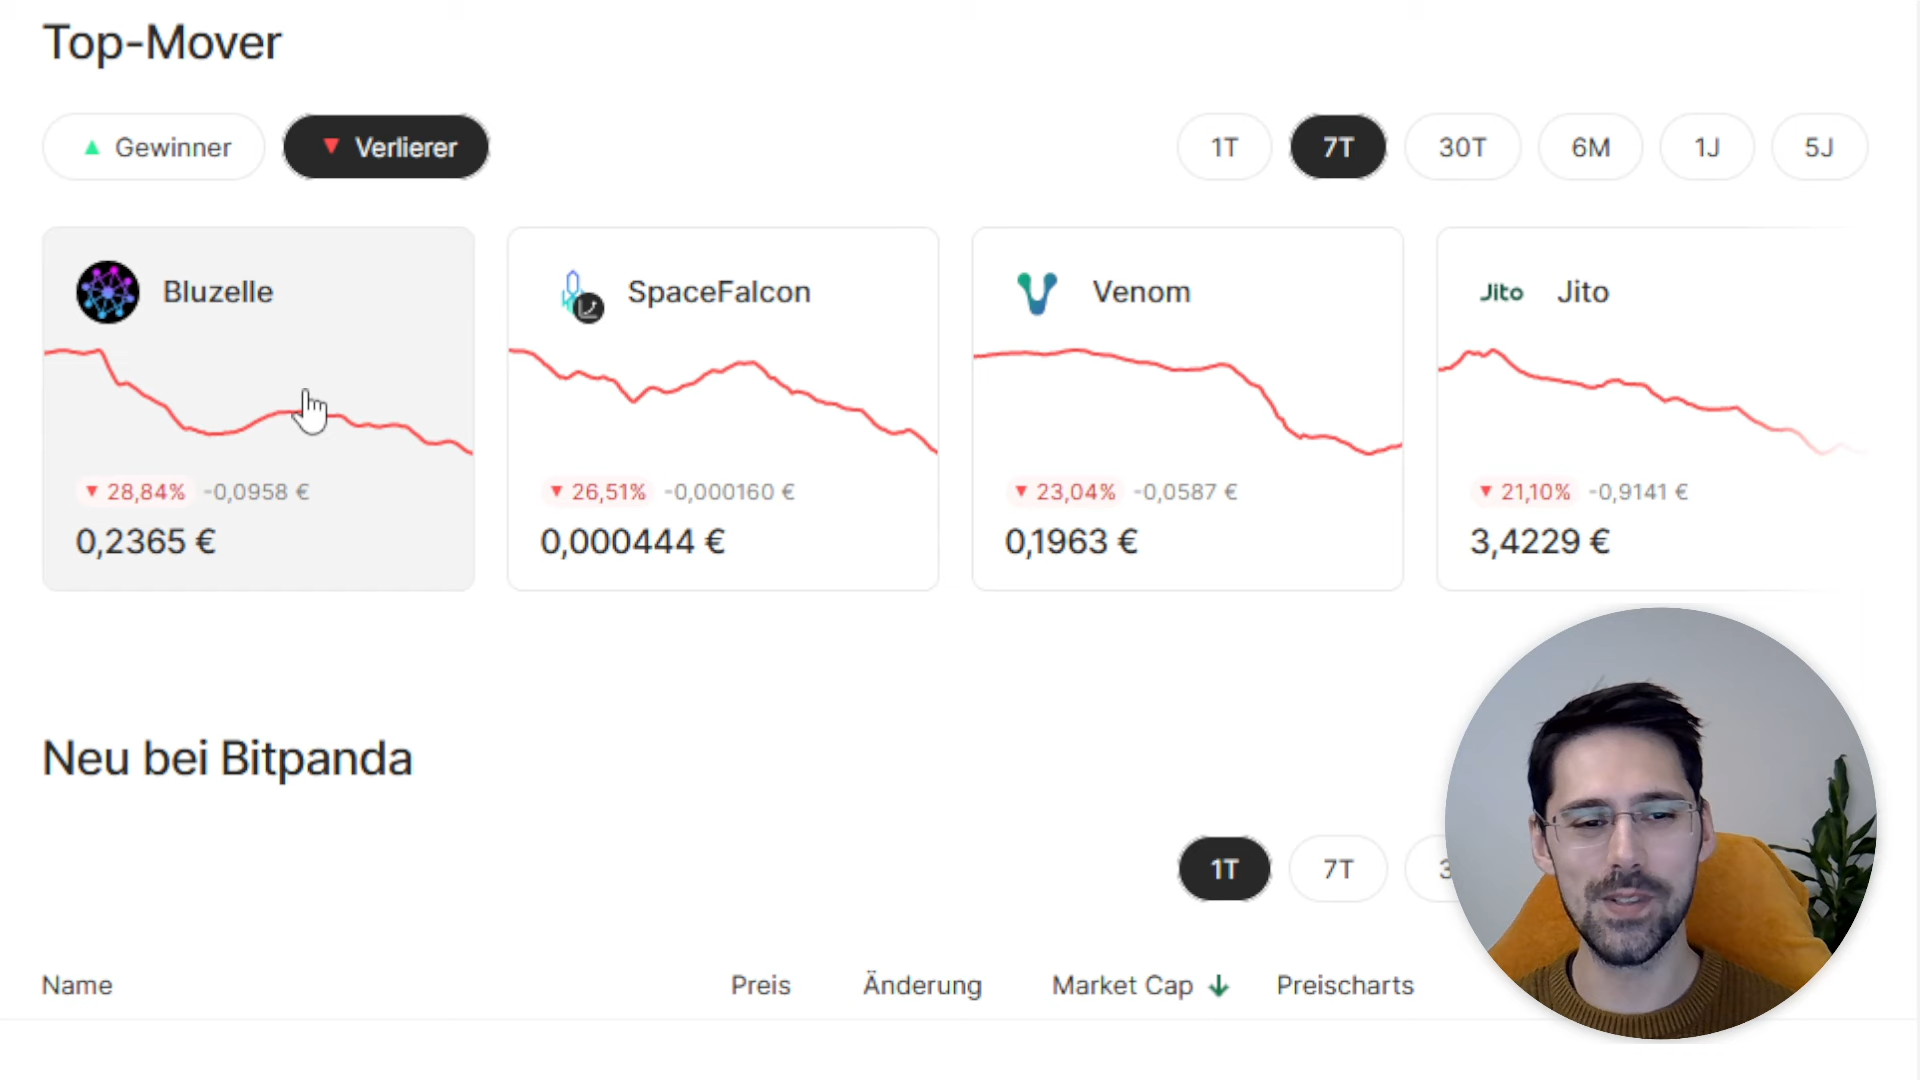 Top-Mover
▲ Gewinner ▼ Verlierer 1T 7T 30T 6M 1J 5J
Bluzelle
▼ 28,84% -0,0958 €
0,2365 €
SpaceFalcon
▼ 26,51% -0,000160 €
0,000444 €
Venom
▼ 23,04% -0,0587 €
0,1963 €
Jito Jito
▼ 21,10% -0,9141 €
3,4229 €
Neu bei Bitpanda
1T 7T 3
Name Preis Änderung Market Cap ↓ Preischarts